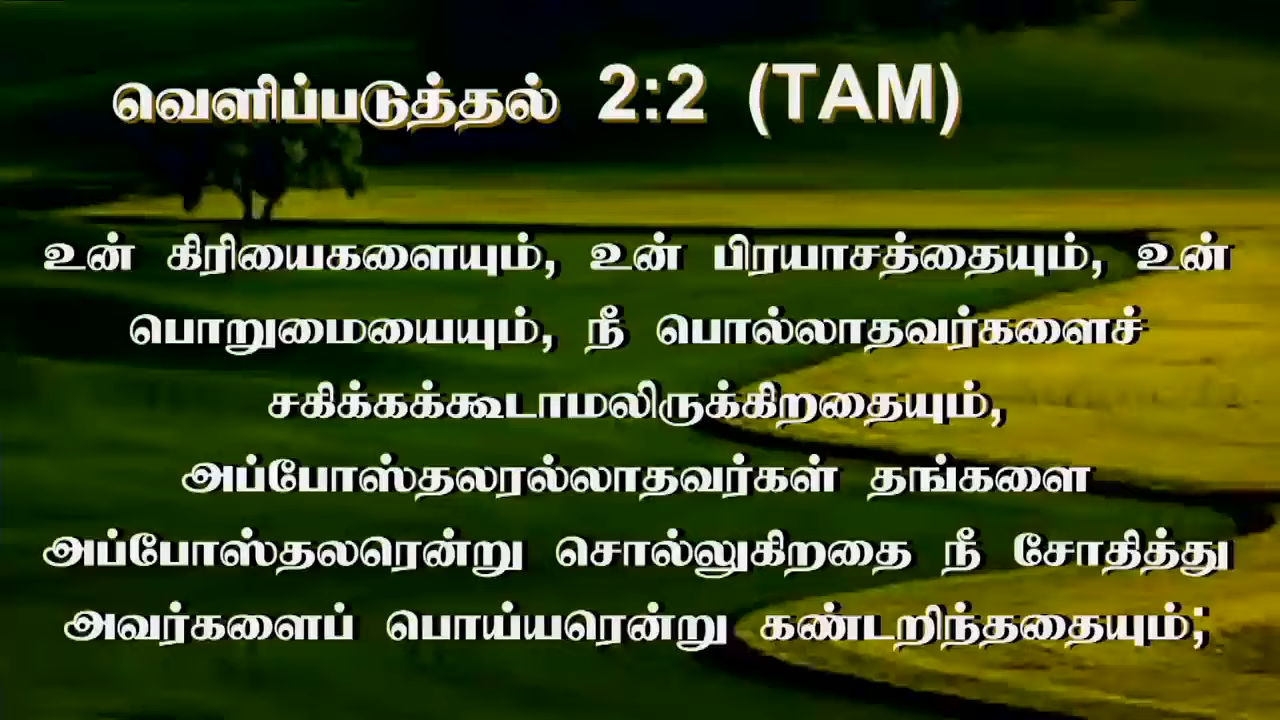 வெளிப்படுத்தல் 2:2 (TAM)
உன் கிரியைகளையும், உன் பிரயாசத்தையும், உன்
பொறுமையையும், நீ பொல்லாதவர்களைச்
சகிக்கக்கூடாமலிருக்கிறதையும்,
அப்போஸ்தலரல்லாதவர்கள் தங்களை
அப்போஸ்தலரென்று சொல்லுகிறதை நீ சோதித்து
அவர்களைப் பொய்யரென்று கண்டறிந்ததையும்;